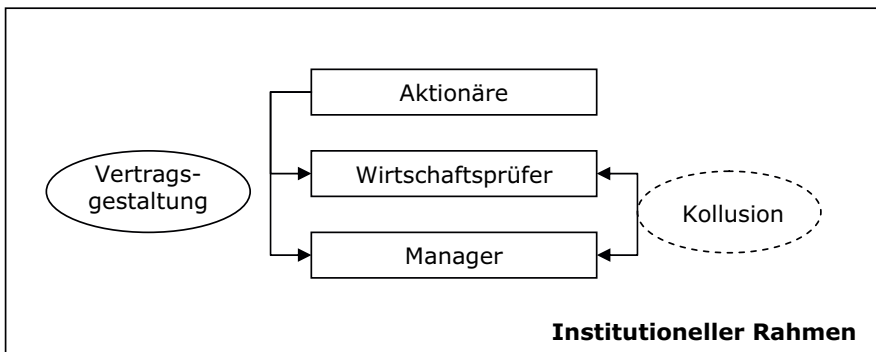 Aktionäre
Vertrags-
gestaltung
Wirtschaftsprüfer
Kollusion
Manager
Institutioneller Rahmen